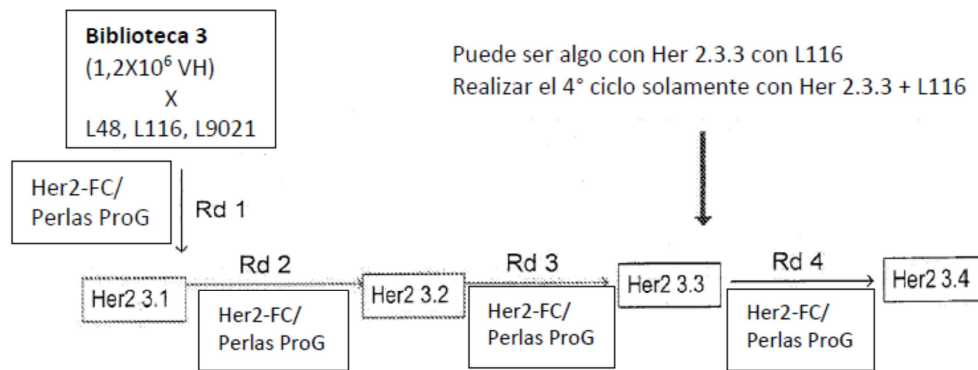 Biblioteca 3
(1,2X10⁶ VH)
X
L48, L116, L9021
Puede ser algo con Her 2.3.3 con L116
Realizar el 4° ciclo solamente con Her 2.3.3 + L116
Her2-FC/
Perlas ProG
Rd 1
Her2 3.1
Rd 2
Her2-FC/
Perlas ProG
Her2 3.2
Rd 3
Her2-FC/
Perlas ProG
Her2 3.3
Rd 4
Her2-FC/
Perlas ProG
Her2 3.4